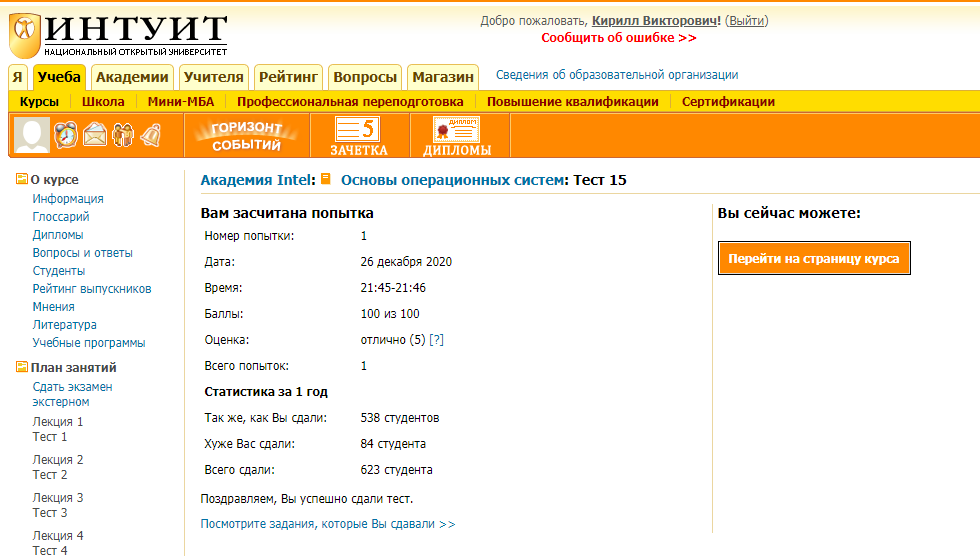 ИНТУИТ
НАЦИОНАЛЬНЫЙ ОТКРЫТЫЙ УНИВЕРСИТЕТ
Добро пожаловать, Кирилл Викторович! (Выйти)
Сообщить об ошибке >>
Я Учеба Академии Учителя Рейтинг Вопросы Магазин Сведения об образовательной организации
Курсы Школа Мини-МБА Профессиональная переподготовка Повышение квалификации Сертификации
ГОРИЗОНТ
СОБЫТИЙ
5
ЗАЧЕТКА
ДИПЛОМ
ДИПЛОМЫ
О курсе
Информация
Глоссарий
Дипломы
Вопросы и ответы
Студенты
Рейтинг выпускников
Мнения
Литература
Учебные программы
План занятий
Сдать экзамен
экстерном
Лекция 1
Тест 1
Лекция 2
Тест 2
Лекция 3
Тест 3
Лекция 4
Тест 4
Академия Intel: Основы операционных систем: Тест 15
Вам засчитана попытка
Номер попытки: 1
Дата: 26 декабря 2020
Время: 21:45-21:46
Баллы: 100 из 100
Оценка: отлично (5) [?]
Всего попыток: 1
Статистика за 1 год
Так же, как Вы сдали: 538 студентов
Хуже Вас сдали: 84 студента
Всего сдали: 623 студента
Поздравляем, Вы успешно сдали тест.
Посмотрите задания, которые Вы сдавали >>
Вы сейчас можете:
Перейти на страницу курса